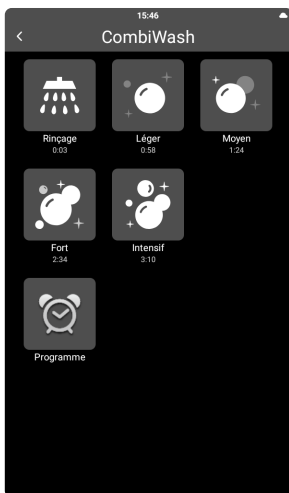 15:46
CombiWash
Rinçage
0:03
Léger
0:58
Moyen
1:24
Fort
2:34
Intensif
3:10
Programme